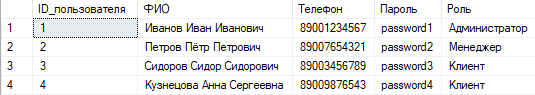 ID_пользователя ФИО Телефон Пароль Роль
1 1 Иванов Иван Иванович 89001234567 password1 Администратор
2 2 Петров Пётр Петрович 89007654321 password2 Менеджер
3 3 Сидоров Сидор Сидорович 89003456789 password3 Клиент
4 4 Кузнецова Анна Сергеевна 89009876543 password4 Клиент